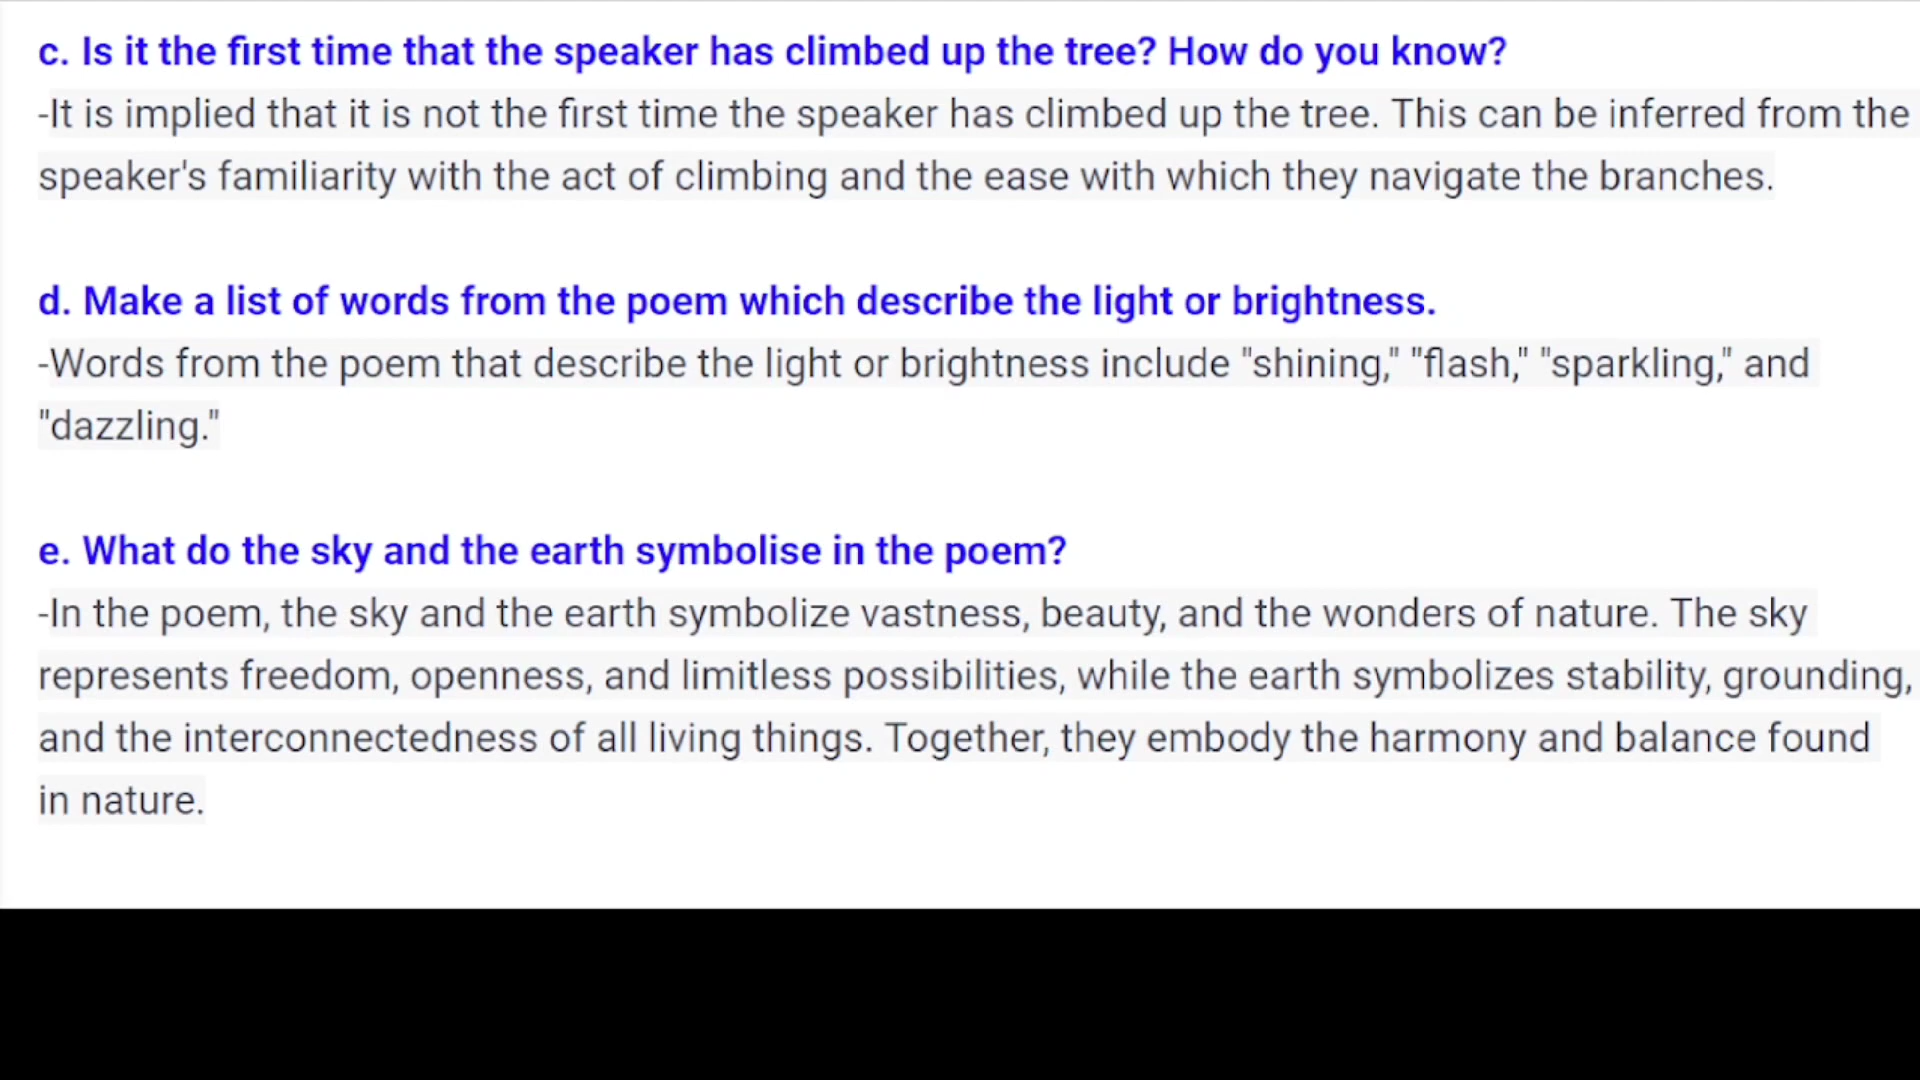 c. Is it the first time that the speaker has climbed up the tree? How do you know?
-It is implied that it is not the first time the speaker has climbed up the tree. This can be inferred from the
speaker's familiarity with the act of climbing and the ease with which they navigate the branches.
d. Make a list of words from the poem which describe the light or brightness.
-Words from the poem that describe the light or brightness include "shining," "flash," "sparkling," and
"dazzling."
e. What do the sky and the earth symbolise in the poem?
-In the poem, the sky and the earth symbolize vastness, beauty, and the wonders of nature. The sky
represents freedom, openness, and limitless possibilities, while the earth symbolizes stability, grounding,
and the interconnectedness of all living things. Together, they embody the harmony and balance found
in nature.